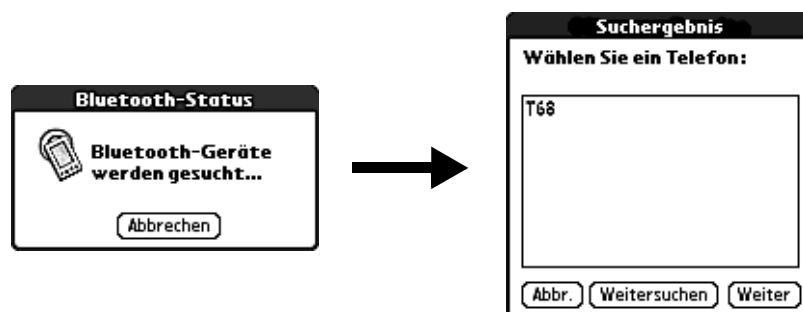 Bluetooth-Status
Bluetooth-Geräte
werden gesucht...
Abbrechen
Suchergebnis
Wählen Sie ein Telefon:
T68
Abbr. Weitersuchen Weiter